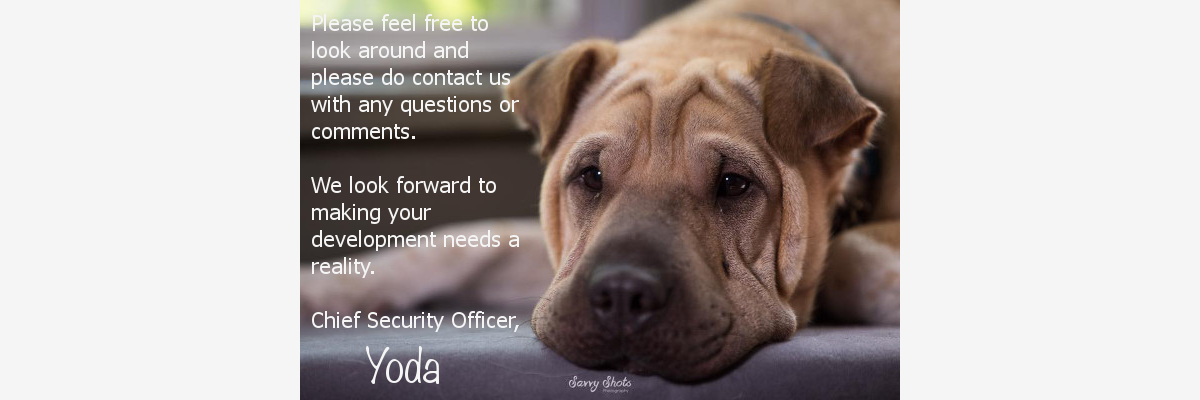 Please feel free to
look around and
please do contact us
with any questions or
comments.
We look forward to
making your
development needs a
reality.
Chief Security Officer,
Yoda
Savvy Shots
Photography